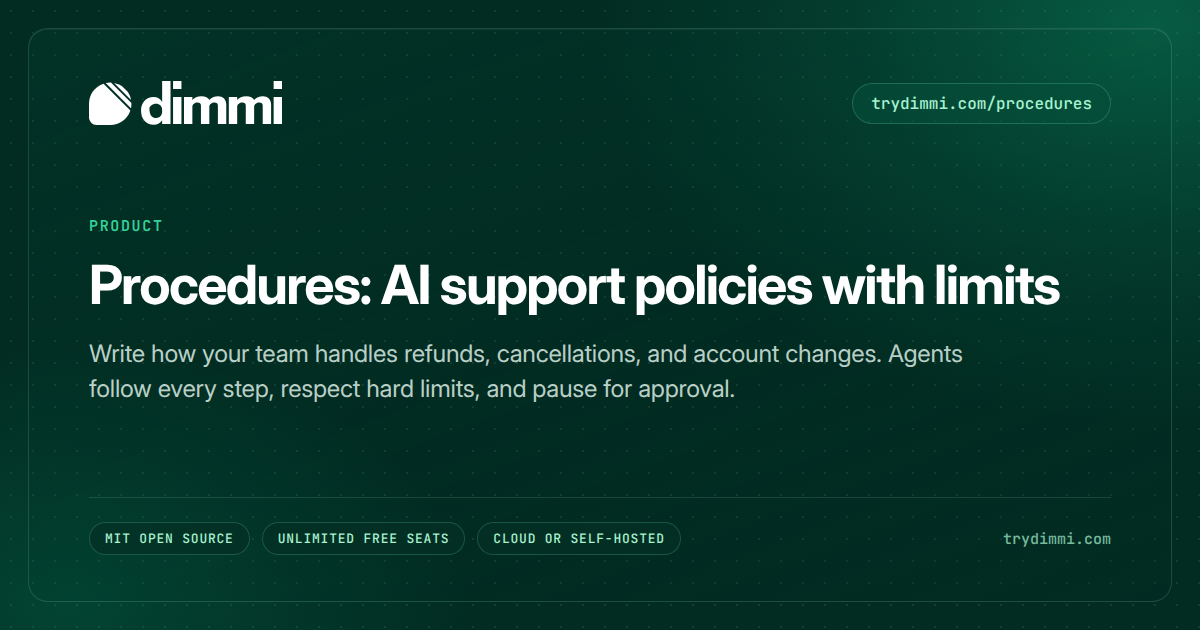 dimmi
trydimmi.com/procedures
PRODUCT
Procedures: AI support policies with limits
Write how your team handles refunds, cancellations, and account changes. Agents
follow every step, respect hard limits, and pause for approval.
MIT OPEN SOURCE
UNLIMITED FREE SEATS
CLOUD OR SELF-HOSTED
trydimmi.com